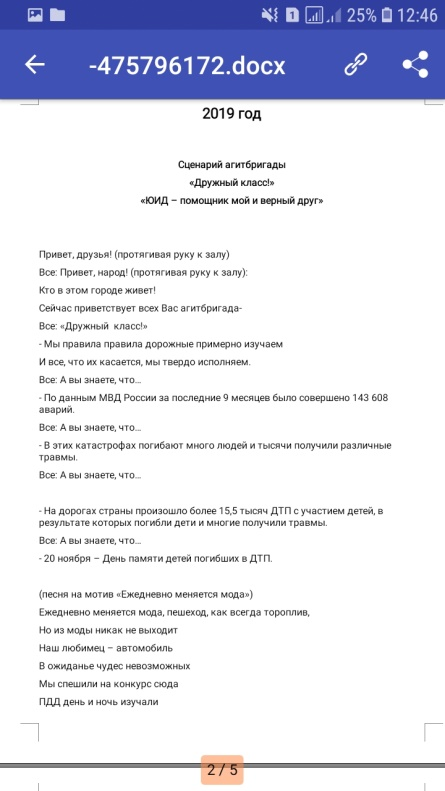 25% 12:46
-475796172.docx
2019 год
Сценарий агитбригады
«Дружный класс!»
«ЮИД – помощник мой и верный друг»
Привет, друзья! (протягивая руку к залу)
Все: Привет, народ! (протягивая руку к залу):
Кто в этом городе живет!
Сейчас приветствует всех Вас агитбригада-
Все: «Дружный  класс!»
- Мы правила правила дорожные примерно изучаем
И все, что их касается, мы твердо исполняем.
Все: А вы знаете, что...
- По данным МВД России за последние 9 месяцев было совершено 143 608
аварий.
Все: А вы знаете, что...
- В этих катастрофах погибают много людей и тысячи получили различные
травмы.
Все: А вы знаете, что...
- На дорогах страны произошло более 15,5 тысяч ДТП с участием детей, в
результате которых погибли дети и многие получили травмы.
Все: А вы знаете, что...
- 20 ноября – День памяти детей погибших в ДТП.
(песня на мотив «Ежедневно меняется мода»)
Ежедневно меняется мода, пешеход, как всегда тороплив,
Но из моды никак не выходит
Наш любимец – автомобиль
В ожиданье чудес невозможных
Мы спешили на конкурс сюда
ПДД день и ночь изучали
2 / 5